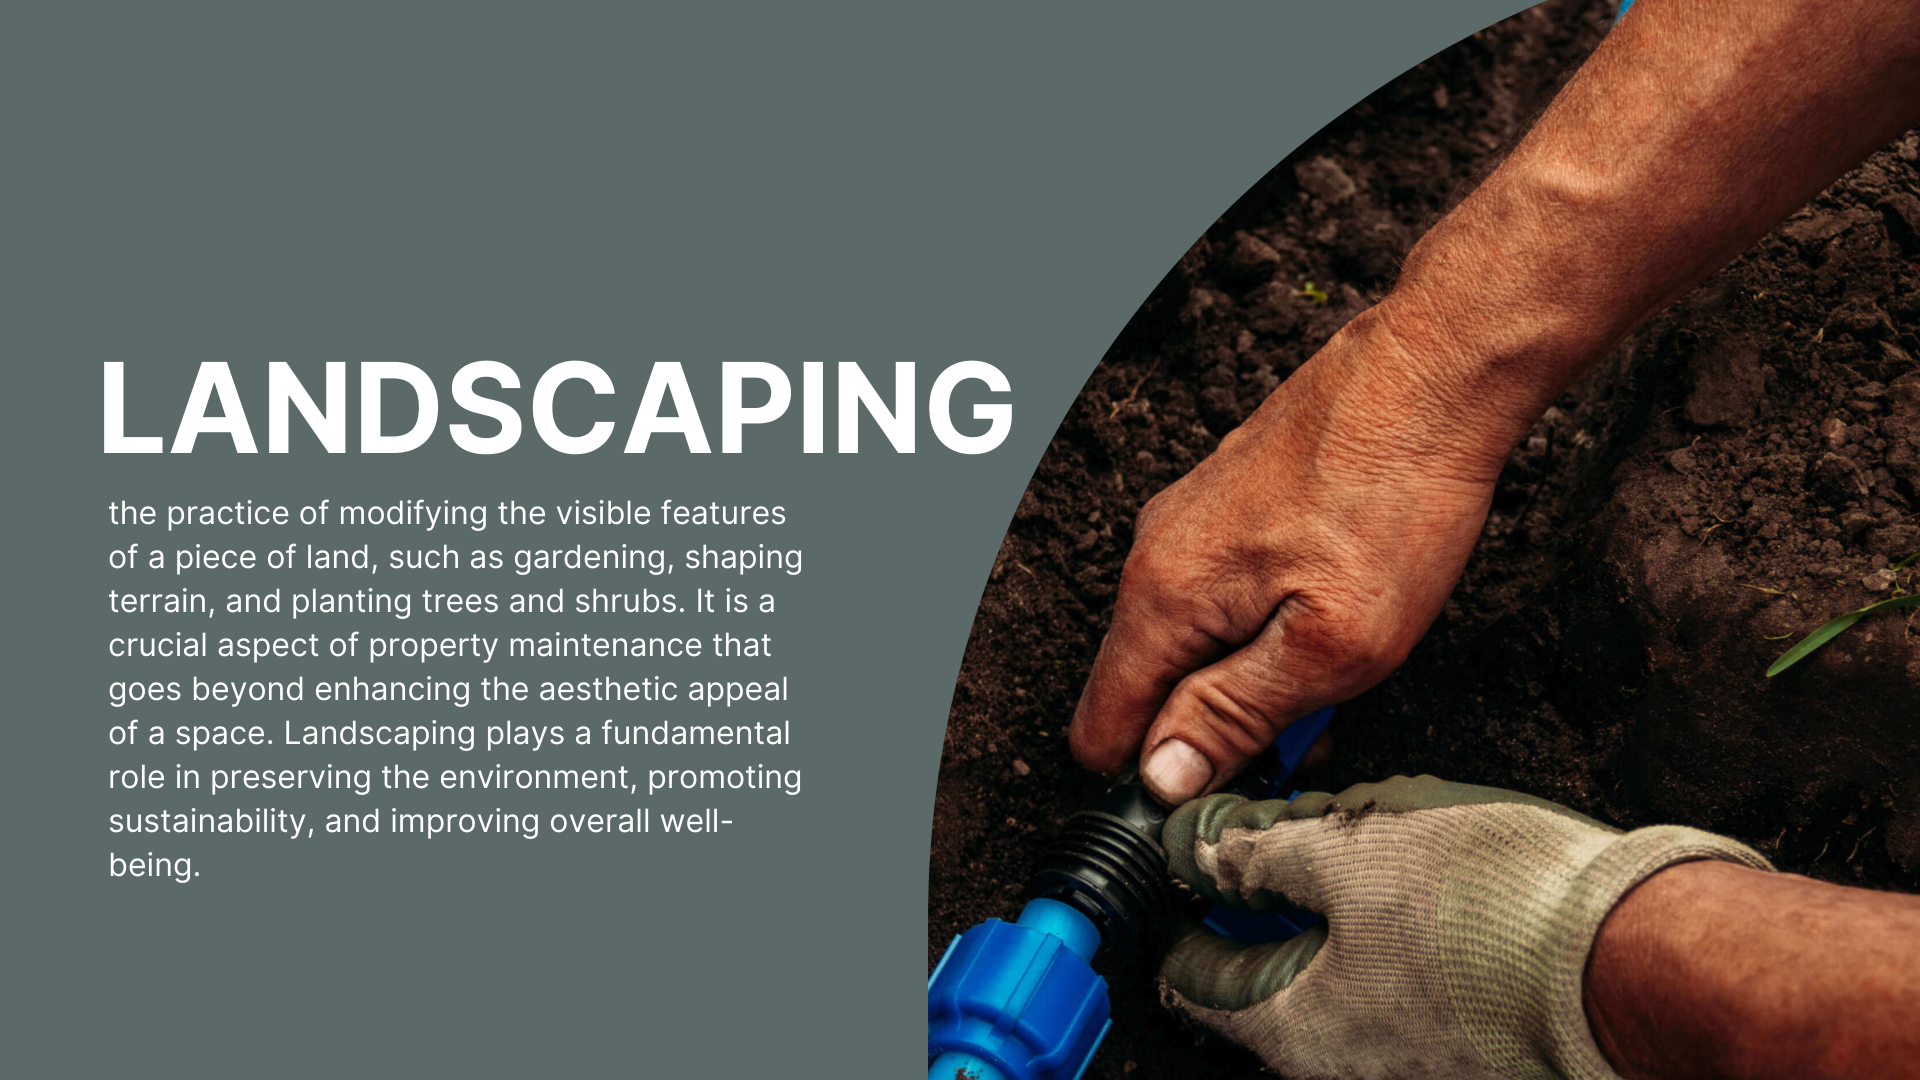 LANDSCAPING
the practice of modifying the visible features
of a piece of land, such as gardening, shaping
terrain, and planting trees and shrubs. It is a
crucial aspect of property maintenance that
goes beyond enhancing the aesthetic appeal
of a space. Landscaping plays a fundamental
role in preserving the environment, promoting
sustainability, and improving overall well-
being.